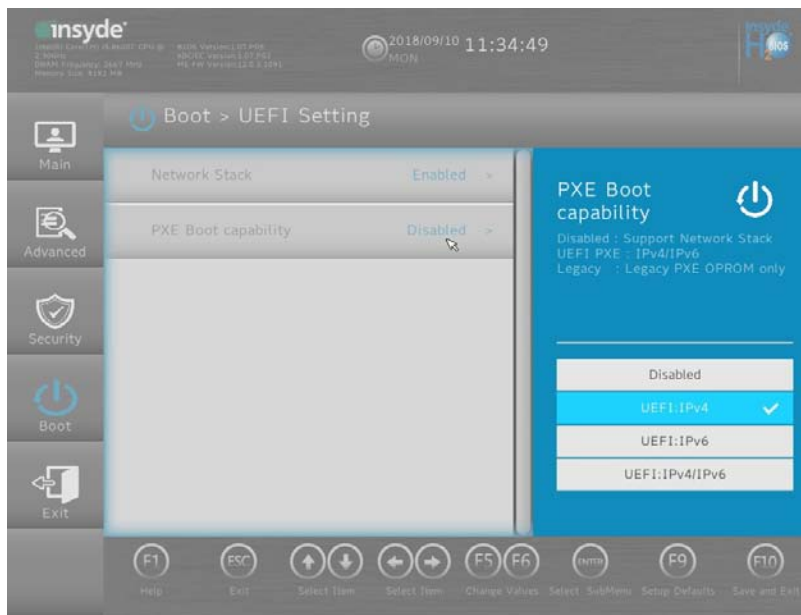 insyde
2018/09/10 11:34:49
MON
Insyde
H2O BIOS
Boot > UEFI Setting
Main
Advanced
Security
Boot
Exit
Network Stack Enabled >
PXE Boot capability Disabled >
PXE Boot
capability
Disabled : Support Network Stack
UEFI PXE : IPv4/IPv6
Legacy : Legacy PXE OPROM only
Disabled
UEFI:IPv4
UEFI:IPv6
UEFI:IPv4/IPv6
F1
Help
ESC
Exit
Select Item
Select Item
F5 F6
Change Values
ENTER
Select SubMenu
F9
Setup Defaults
F10
Save and Exit